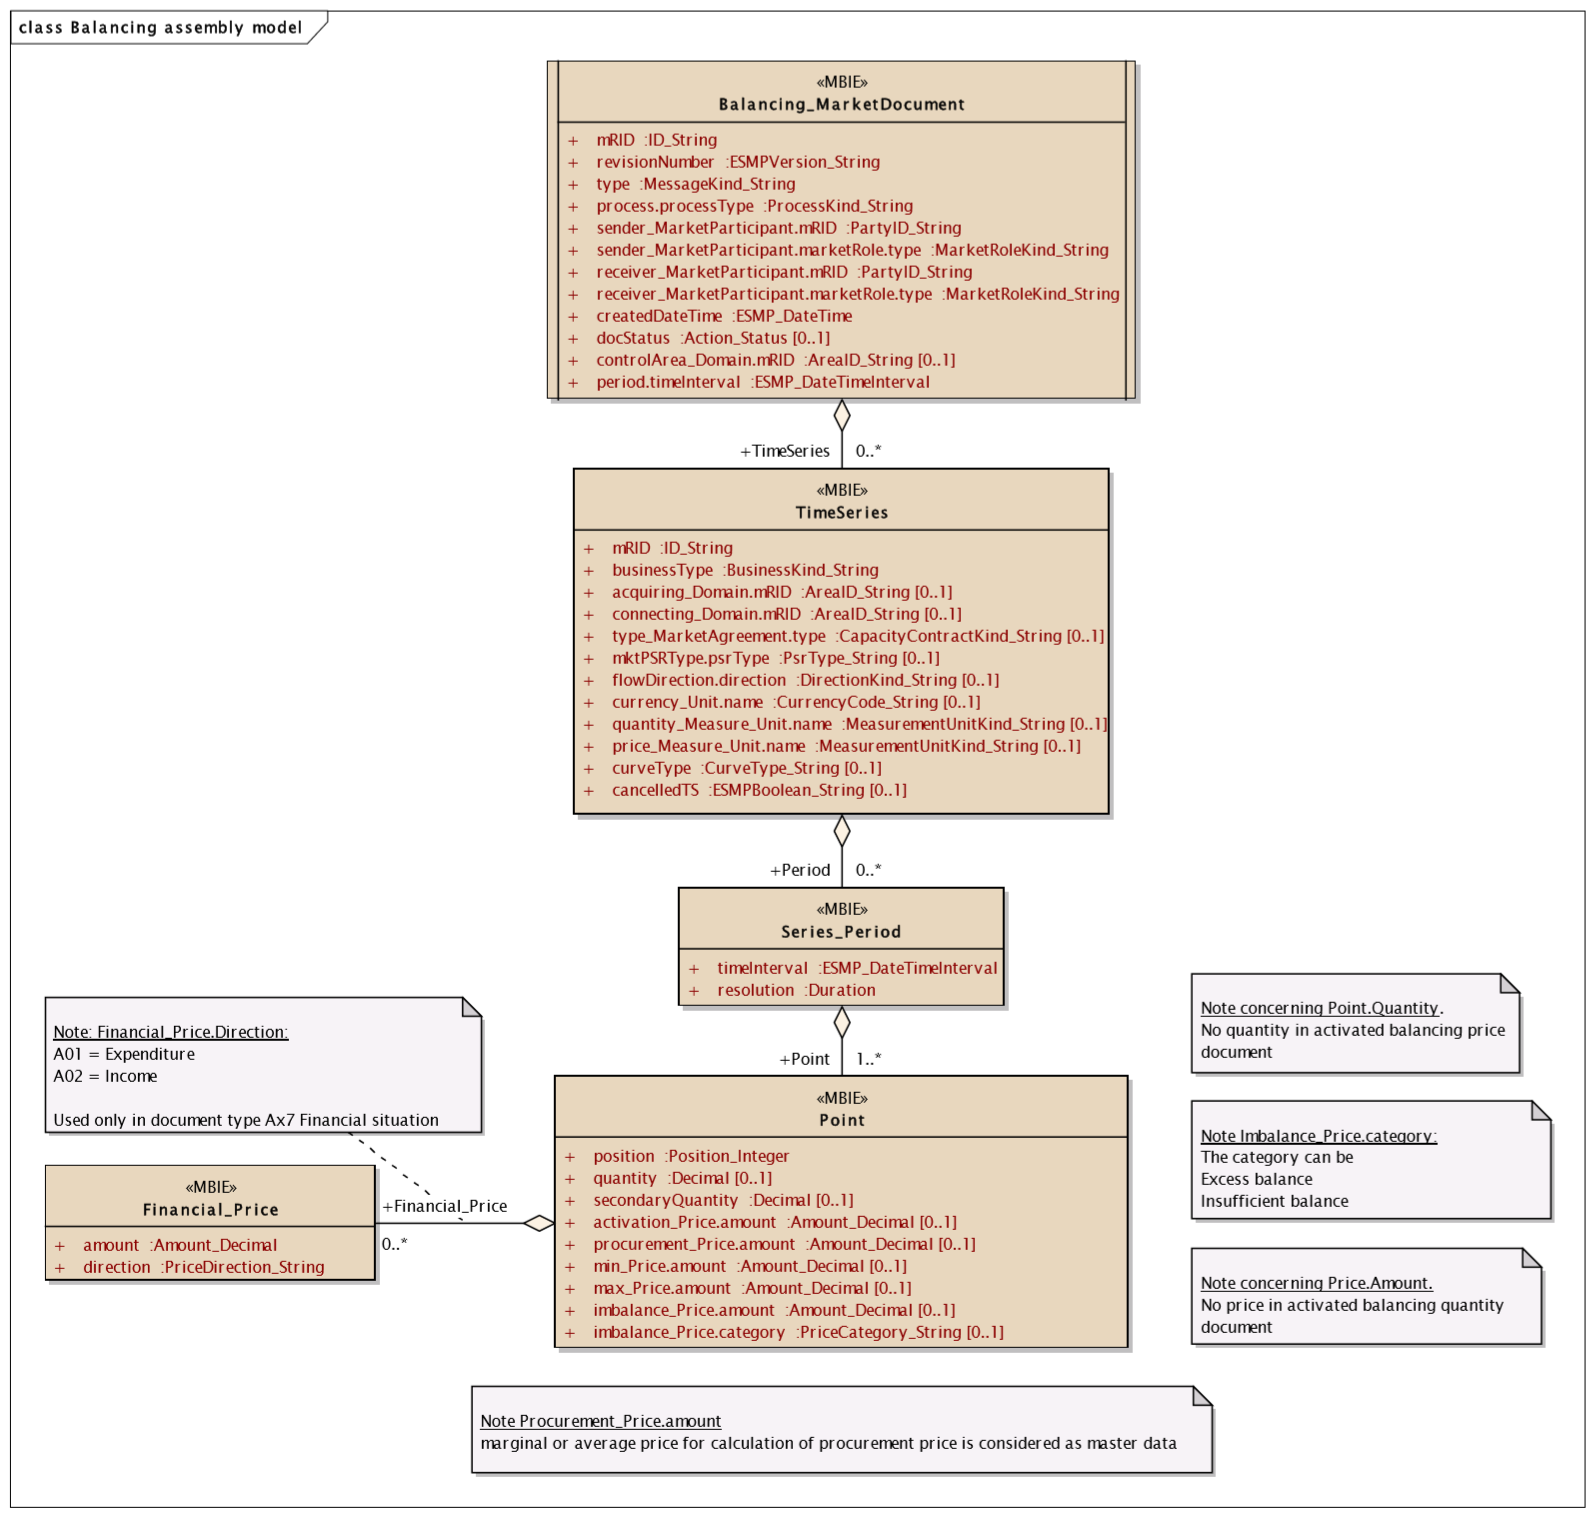 class Balancing assembly model
«MBIE»
Balancing_MarketDocument
+ mRID :ID_String
+ revisionNumber :ESMPVersion_String
+ type :MessageKind_String
+ process.processType :ProcessKind_String
+ sender_MarketParticipant.mRID :PartyID_String
+ sender_MarketParticipant.marketRole.type :MarketRoleKind_String
+ receiver_MarketParticipant.mRID :PartyID_String
+ receiver_MarketParticipant.marketRole.type :MarketRoleKind_String
+ createdDateTime :ESMP_DateTime
+ docStatus :Action_Status [0..1]
+ controlArea_Domain.mRID :AreaID_String [0..1]
+ period.timeInterval :ESMP_DateTimeInterval
+TimeSeries 0..*
«MBIE»
TimeSeries
+ mRID :ID_String
+ businessType :BusinessKind_String
+ acquiring_Domain.mRID :AreaID_String [0..1]
+ connecting_Domain.mRID :AreaID_String [0..1]
+ type_MarketAgreement.type :CapacityContractKind_String [0..1]
+ mktPSRType.psrType :PsrType_String [0..1]
+ flowDirection.direction :DirectionKind_String [0..1]
+ currency_Unit.name :CurrencyCode_String [0..1]
+ quantity_Measure_Unit.name :MeasurementUnitKind_String [0..1]
+ price_Measure_Unit.name :MeasurementUnitKind_String [0..1]
+ curveType :CurveType_String [0..1]
+ cancelledTS :ESMPBoolean_String [0..1]
+Period 0..*
«MBIE»
Series_Period
+ timeInterval :ESMP_DateTimeInterval
+ resolution :Duration
+Point 1..*
Note: Financial_Price.Direction:
A01 = Expenditure
A02 = Income
Used only in document type Ax7 Financial situation
«MBIE»
Financial_Price
+ amount :Amount_Decimal
+ direction :PriceDirection_String
+Financial_Price
0..*
«MBIE»
Point
+ position :Position_Integer
+ quantity :Decimal [0..1]
+ secondaryQuantity :Decimal [0..1]
+ activation_Price.amount :Amount_Decimal [0..1]
+ procurement_Price.amount :Amount_Decimal [0..1]
+ min_Price.amount :Amount_Decimal [0..1]
+ max_Price.amount :Amount_Decimal [0..1]
+ imbalance_Price.amount :Amount_Decimal [0..1]
+ imbalance_Price.category :PriceCategory_String [0..1]
Note concerning Point.Quantity.
No quantity in activated balancing price
document
Note Imbalance_Price.category:
The category can be
Excess balance
Insufficient balance
Note concerning Price.Amount.
No price in activated balancing quantity
document
Note Procurement_Price.amount
marginal or average price for calculation of procurement price is considered as master data